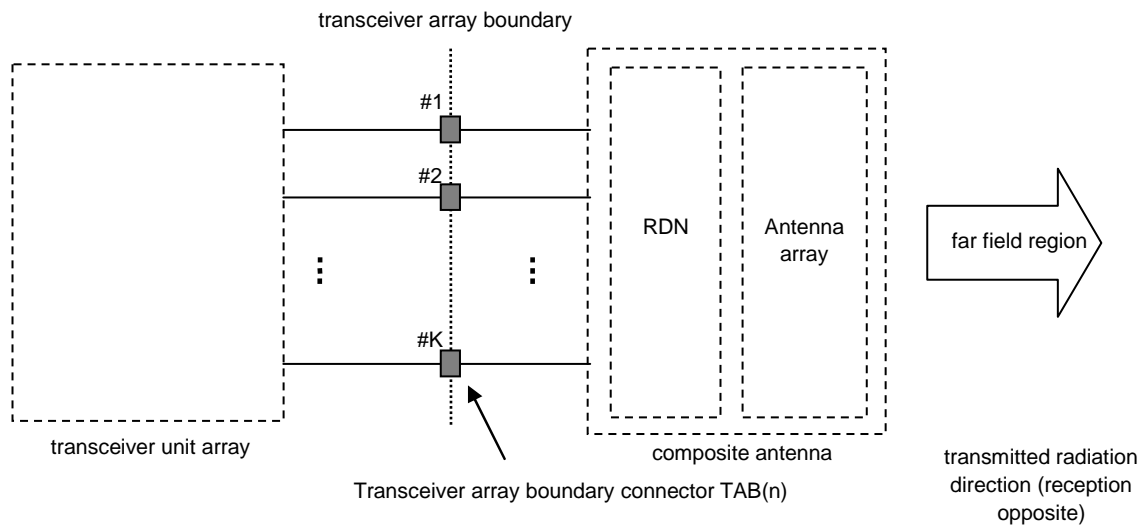 transceiver array boundary
#1
#2
#K
RDN
Antenna
array
far field region
transceiver unit array
composite antenna
Transceiver array boundary connector TAB(n)
transmitted radiation
direction (reception
opposite)